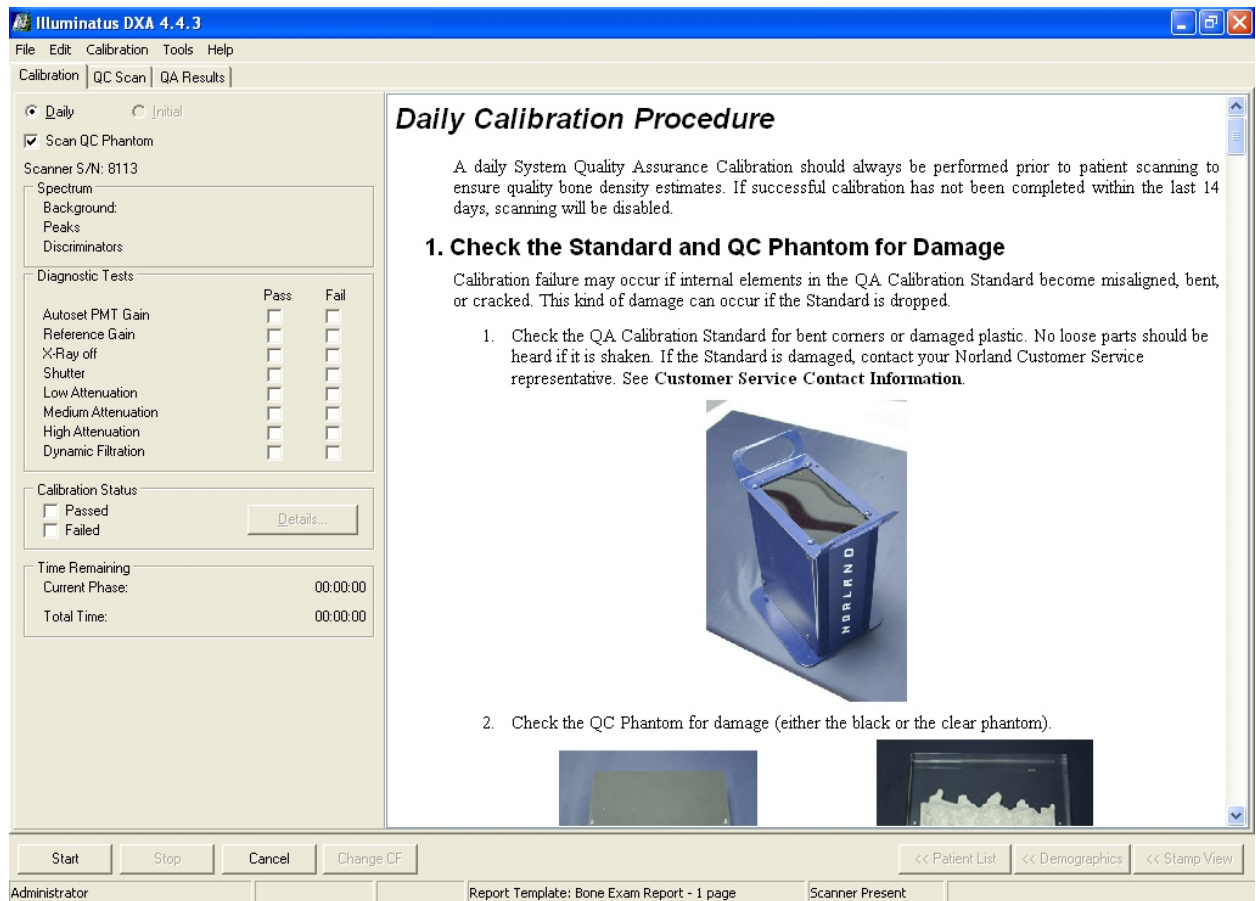 Illuminatus DXA 4.4.3
File Edit Calibration Tools Help
Calibration QC Scan QA Results
Daily Initial
Scan QC Phantom
Scanner S/N: 8113
Spectrum
Background:
Peaks
Discriminators
Diagnostic Tests
Pass Fail
Autoset PMT Gain
Reference Gain
X-Ray off
Shutter
Low Attenuation
Medium Attenuation
High Attenuation
Dynamic Filtration
Calibration Status
Passed
Failed
Details...
Time Remaining
Current Phase: 00:00:00
Total Time: 00:00:00
Daily Calibration Procedure
A daily System Quality Assurance Calibration should always be performed prior to patient scanning to
ensure quality bone density estimates. If successful calibration has not been completed within the last 14
days, scanning will be disabled.
1. Check the Standard and QC Phantom for Damage
Calibration failure may occur if internal elements in the QA Calibration Standard become misaligned, bent,
or cracked. This kind of damage can occur if the Standard is dropped.
1. Check the QA Calibration Standard for bent corners or damaged plastic. No loose parts should be
heard if it is shaken. If the Standard is damaged, contact your Norland Customer Service
representative. See Customer Service Contact Information.
NORLAND
2. Check the QC Phantom for damage (either the black or the clear phantom).
Start Stop Cancel Change CF << Patient List << Demographics << Stamp View
Administrator Report Template: Bone Exam Report - 1 page Scanner Present